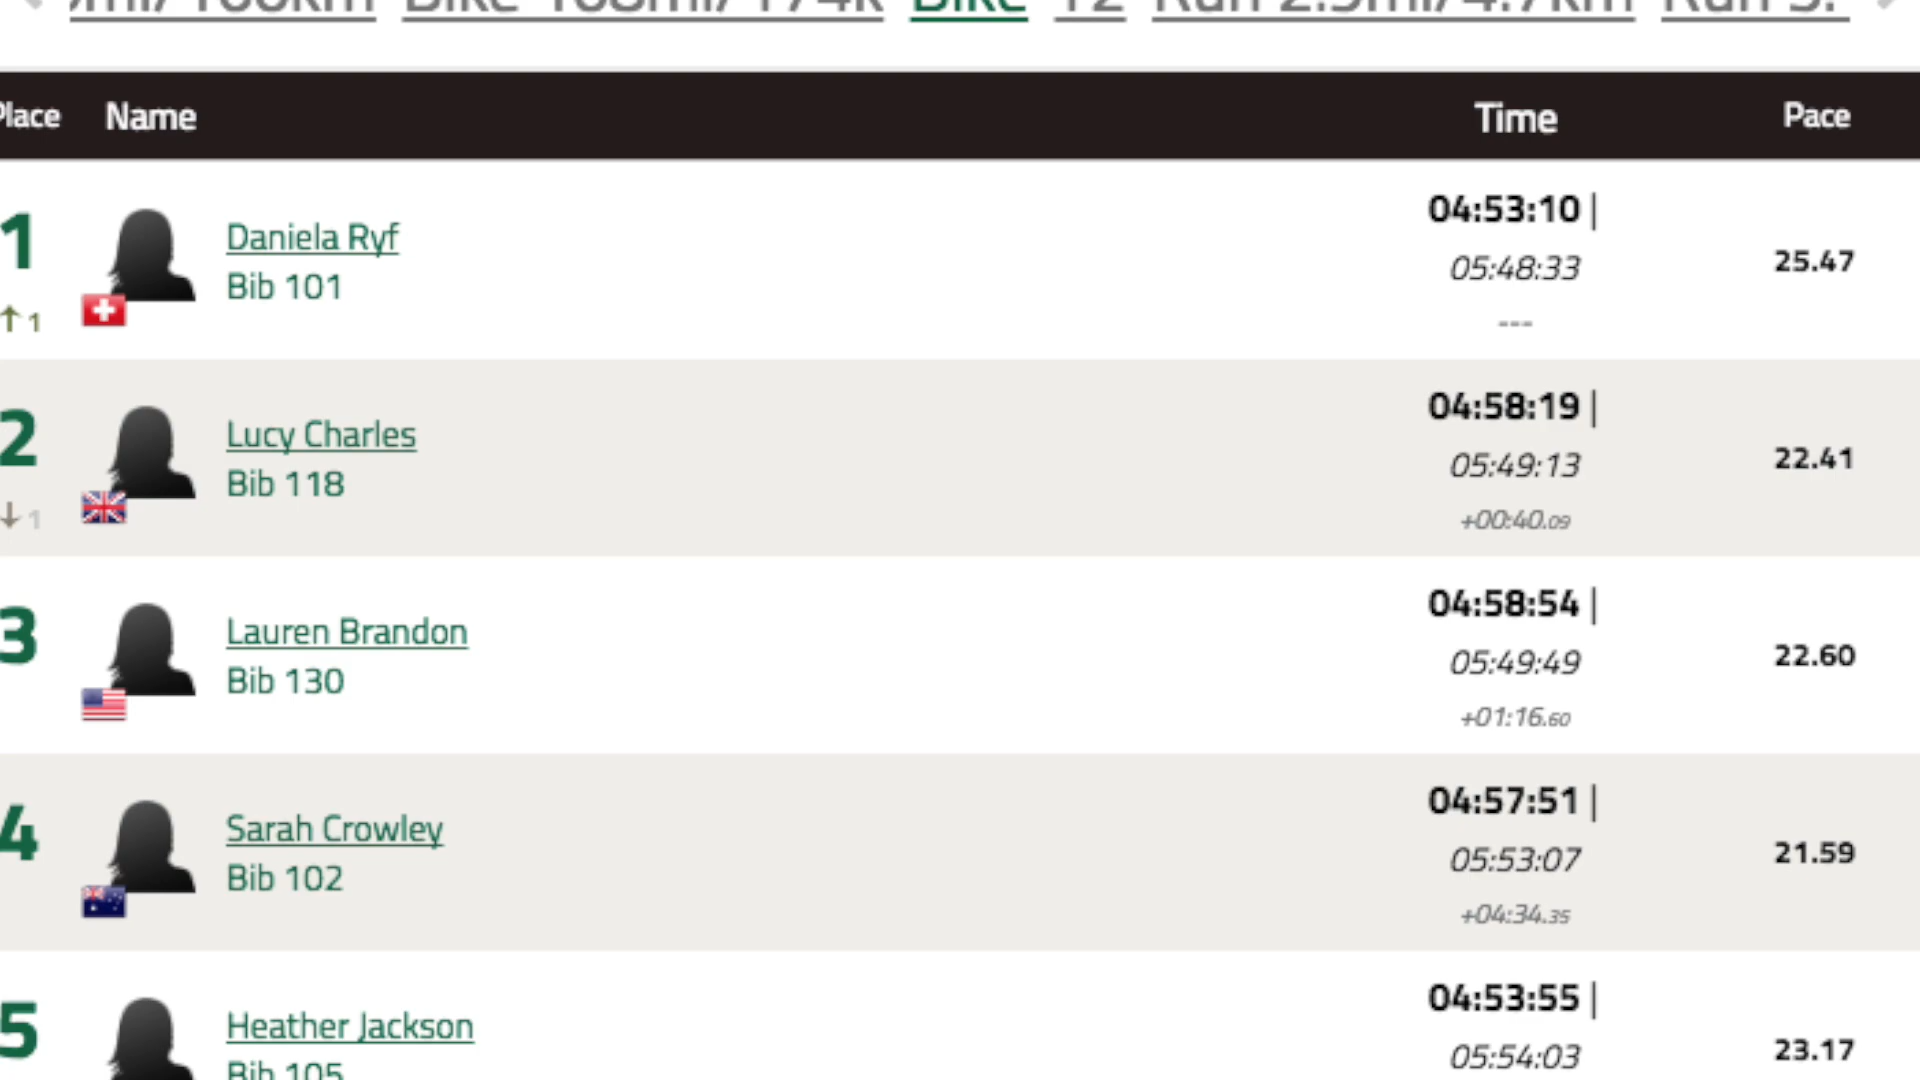 Bike T2
Place Name Time Pace
1 Daniela Ryf 04:53:10 |
Bib 101 05:48:33 25.47
↑1 ---
2 Lucy Charles 04:58:19 |
Bib 118 05:49:13 22.41
↓1 +00:40.09
3 Lauren Brandon 04:58:54 |
Bib 130 05:49:49 22.60
+01:16.60
4 Sarah Crowley 04:57:51 |
Bib 102 05:53:07 21.59
+04:34.35
5 Heather Jackson 04:53:55 |
Bib 105 05:54:03 23.17